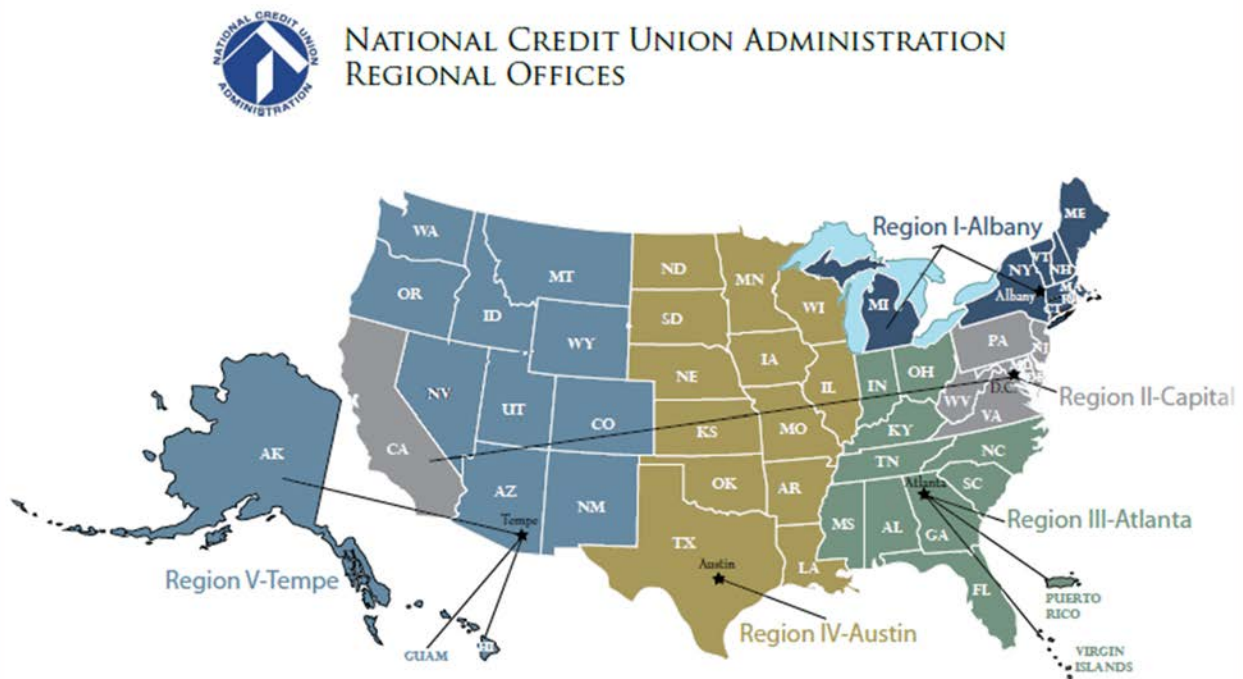 NATIONAL CREDIT UNION
ADMINISTRATION
NATIONAL CREDIT UNION ADMINISTRATION
REGIONAL OFFICES
ME
Region I-Albany
WA
VT
NY
NH
ND
MT
MN
MA
OR
Albany
MI
RI
WI
CT
ID
SD
PA
WY
NJ
IA
NE
OH
IN
D.C.
NV
IL
Region II-Capital
UT
WV
VA
CO
KS
MO
KY
CA
NC
AK
TN
OK
AR
Atlanta
SC
AZ
NM
MS
AL
Region III-Atlanta
Tempe
GA
TX
Austin
LA
Region V-Tempe
FL
PUERTO
RICO
Region IV-Austin
HI
GUAM
VIRGIN
ISLANDS